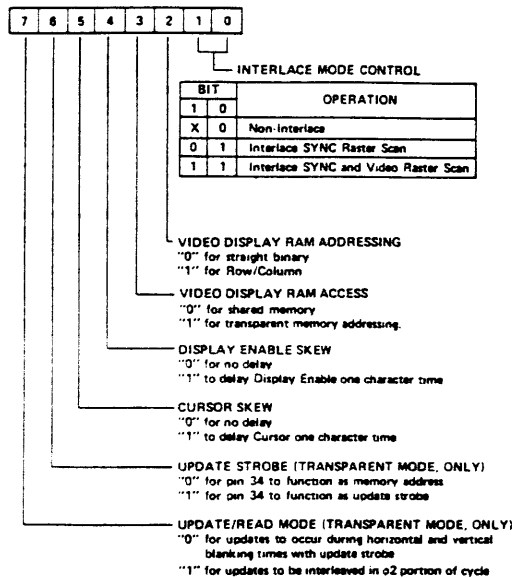 7 6 5 4 3 2 1 0
INTERLACE MODE CONTROL
BIT OPERATION
1 0
X 0 Non-Interlace
0 1 Interlace SYNC Raster Scan
1 1 Interlace SYNC and Video Raster Scan
VIDEO DISPLAY RAM ADDRESSING
"0" for straight binary
"1" for Row/Column
VIDEO DISPLAY RAM ACCESS
"0" for shared memory
"1" for transparent memory addressing.
DISPLAY ENABLE SKEW
"0" for no delay
"1" to delay Display Enable one character time
CURSOR SKEW
"0" for no delay
"1" to delay Cursor one character time
UPDATE STROBE (TRANSPARENT MODE, ONLY)
"0" for pin 34 to function as memory address
"1" for pin 34 to function as update strobe
UPDATE/READ MODE (TRANSPARENT MODE, ONLY)
"0" for updates to occur during horizontal and vertical
blanking times with update strobe
"1" for updates to be interleaved in ø2 portion of cycle